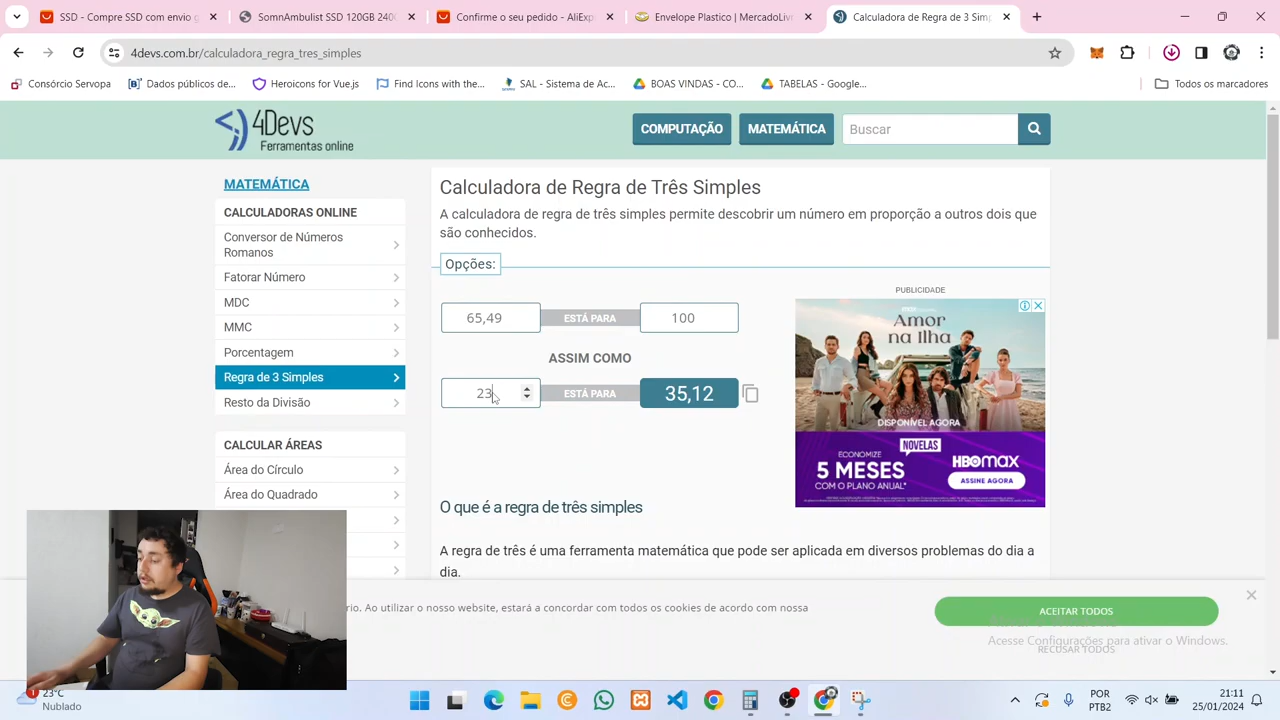 SSD - Compre SSD com envio g
SomnAmbulist SSD 120GB 240G
Confirme o seu pedido - AliExp
Envelope Plastico | MercadoLivr
Calculadora de Regra de 3 Simp
4devs.com.br/calculadora_regra_tres_simples
Consórcio Servopa
Dados públicos de...
Heroicons for Vue.js
Find Icons with the...
SAL - Sistema de Ac...
BOAS VINDAS - CO...
TABELAS - Google...
Todos os marcadores
4Devs
Ferramentas online
COMPUTAÇÃO
MATEMÁTICA
Buscar
MATEMÁTICA
CALCULADORAS ONLINE
Conversor de Números
Romanos
Fatorar Número
MDC
MMC
Porcentagem
Regra de 3 Simples
Resto da Divisão
CALCULAR ÁREAS
Área do Círculo
Área do Quadrado
Calculadora de Regra de Três Simples
A calculadora de regra de três simples permite descobrir um número em proporção a outros dois que
são conhecidos.
Opções:
65,49 ESTÁ PARA 100
ASSIM COMO
23 ESTÁ PARA 35,12
PUBLICIDADE
Amor
na ilha
DISPONÍVEL AGORA
NOVELAS
ECONOMIZE
5 MESES
COM O PLANO ANUAL*
HBOMAX
ASSINE AGORA
O que é a regra de três simples
A regra de três é uma ferramenta matemática que pode ser aplicada em diversos problemas do dia a
dia.
rio. Ao utilizar o nosso website, estará a concordar com todos os cookies de acordo com nossa
ACEITAR TODOS
Acesse Configurações para ativar o Windows.
RECUSAR TODOS
1
23°C
Nublado
POR
PTB2
21:11
25/01/2024